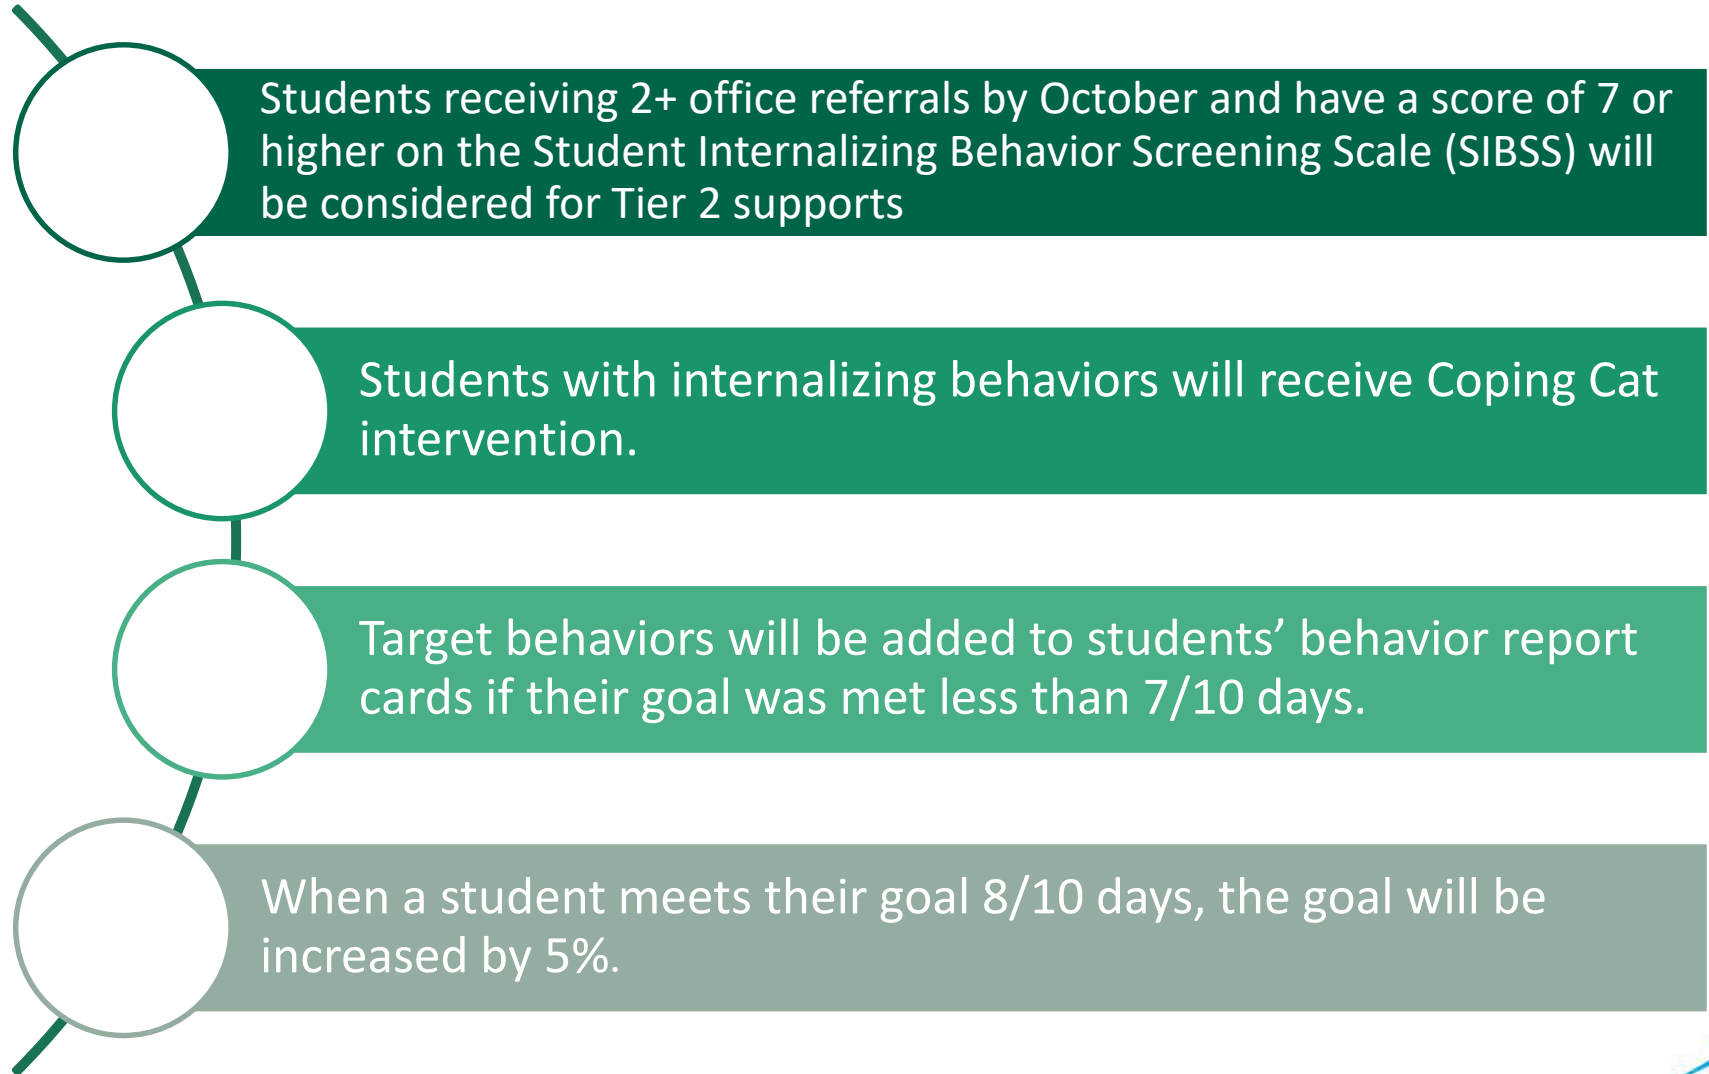 Students receiving 2+ office referrals by October and have a score of 7 or
higher on the Student Internalizing Behavior Screening Scale (SIBSS) will
be considered for Tier 2 supports
Students with internalizing behaviors will receive Coping Cat
intervention.
Target behaviors will be added to students’ behavior report
cards if their goal was met less than 7/10 days.
When a student meets their goal 8/10 days, the goal will be
increased by 5%.